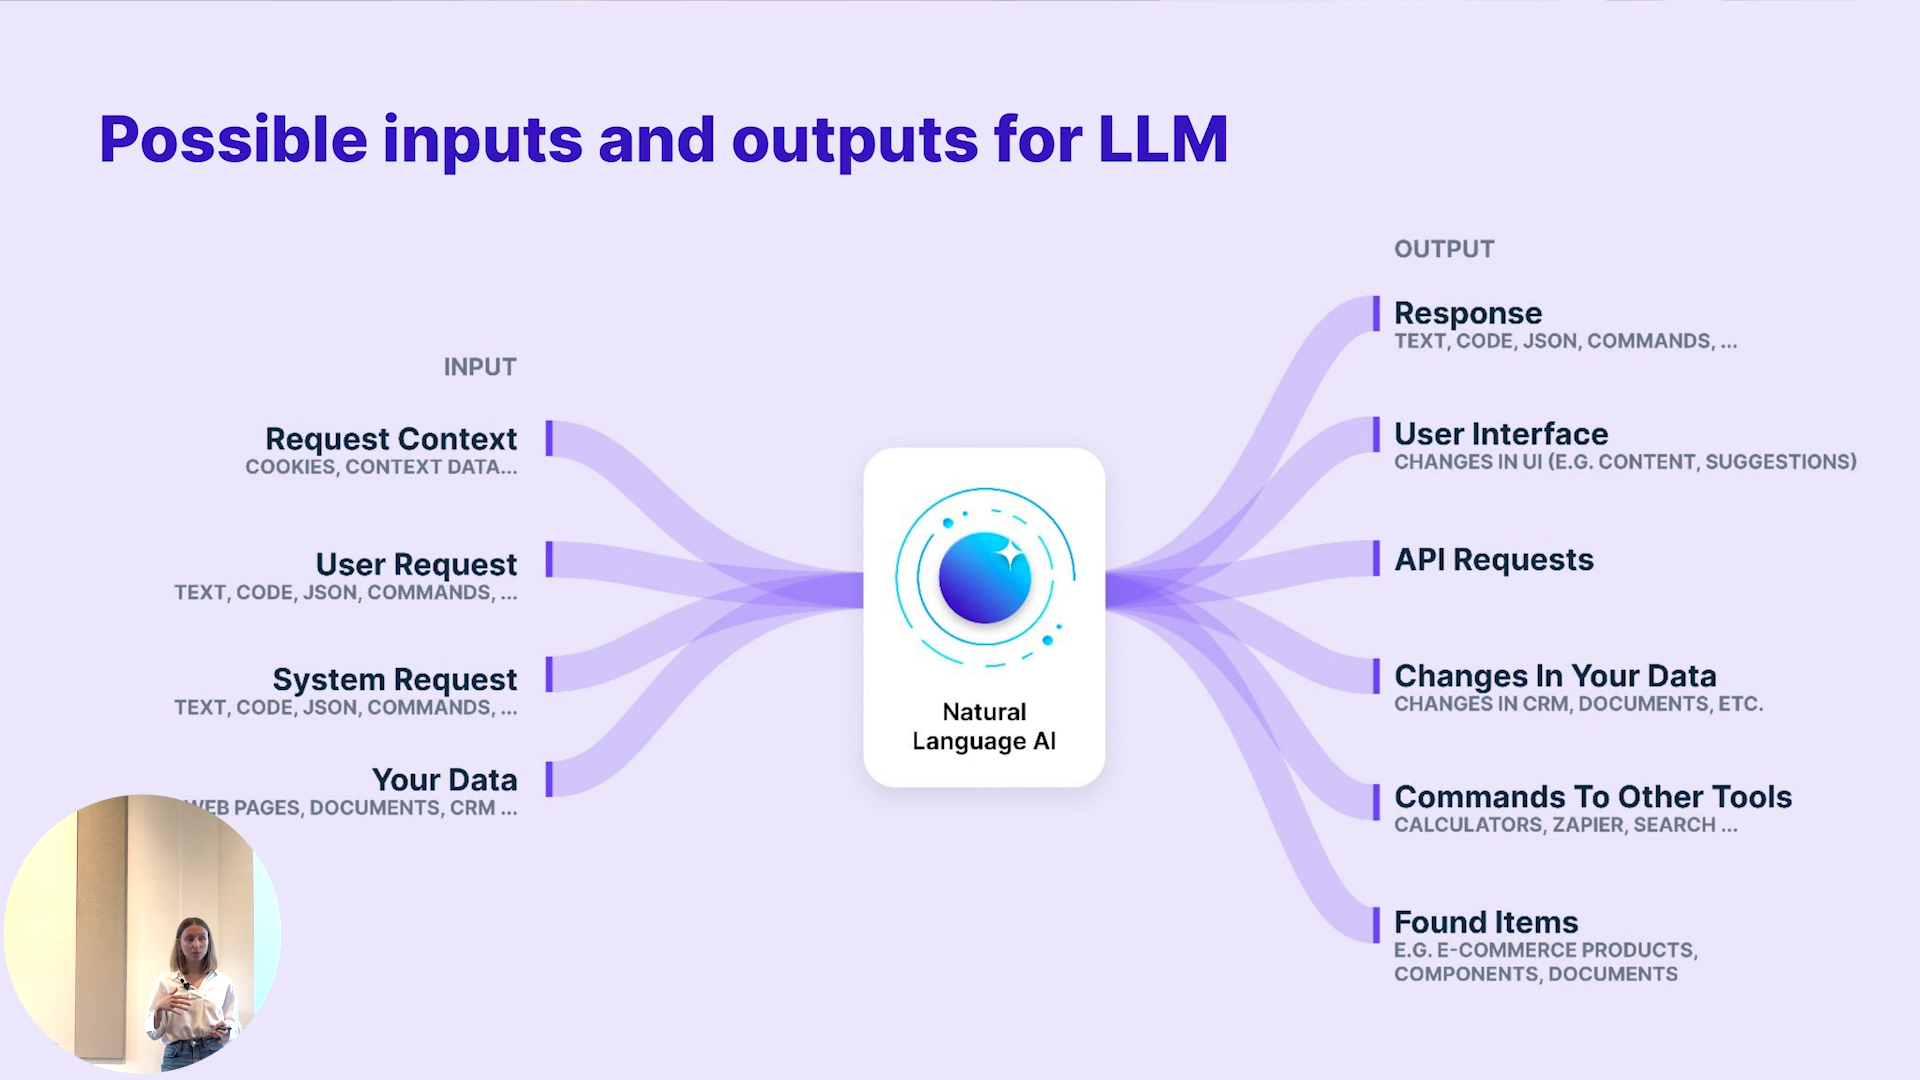 Possible inputs and outputs for LLM
INPUT
Request Context
COOKIES, CONTEXT DATA...
User Request
TEXT, CODE, JSON, COMMANDS, ...
System Request
TEXT, CODE, JSON, COMMANDS, ...
Your Data
WEB PAGES, DOCUMENTS, CRM ...
Natural
Language AI
OUTPUT
Response
TEXT, CODE, JSON, COMMANDS, ...
User Interface
CHANGES IN UI (E.G. CONTENT, SUGGESTIONS)
API Requests
Changes In Your Data
CHANGES IN CRM, DOCUMENTS, ETC.
Commands To Other Tools
CALCULATORS, ZAPIER, SEARCH ...
Found Items
E.G. E-COMMERCE PRODUCTS,
COMPONENTS, DOCUMENTS